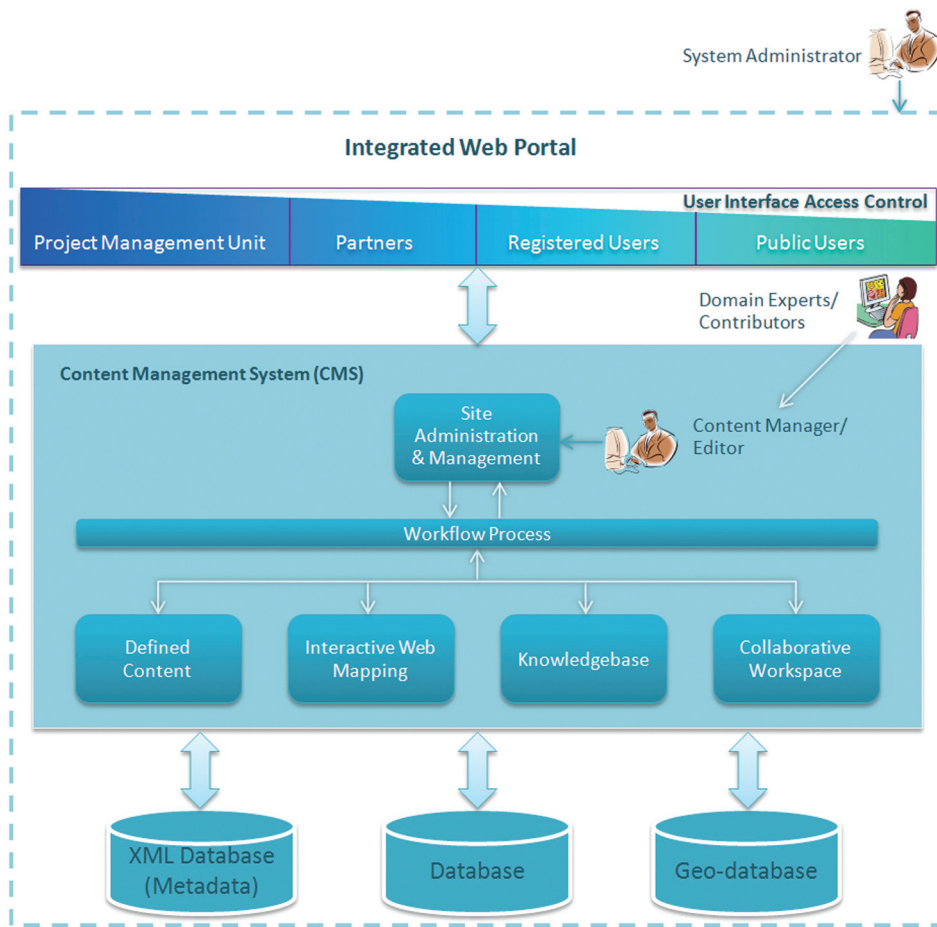 System Administrator
Integrated Web Portal
User Interface Access Control
Project Management Unit
Partners
Registered Users
Public Users
Domain Experts/
Contributors
Content Management System (CMS)
Site
Administration
& Management
Content Manager/
Editor
Workflow Process
Defined
Content
Interactive Web
Mapping
Knowledgebase
Collaborative
Workspace
XML Database
(Metadata)
Database
Geo-database